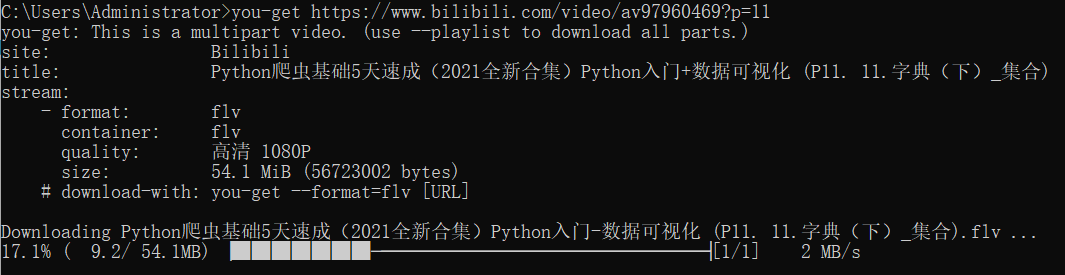 C:\Users\Administrator>you-get https://www.bilibili.com/video/av97960469?p=11
you-get: This is a multipart video. (use --playlist to download all parts.)
site:                Bilibili
title:               Python爬虫基础5天速成（2021全新合集）Python入门+数据可视化 (P11. 11.字典（下）_集合)
stream:
    - format:        flv
      container:     flv
      quality:       高清 1080P
      size:          54.1 MiB (56723002 bytes)
    # download-with: you-get --format=flv [URL]
Downloading Python爬虫基础5天速成（2021全新合集）Python入门-数据可视化 (P11. 11.字典（下）_集合).flv ...
17.1% (  9.2/ 54.1MB) [1/1]    2 MB/s